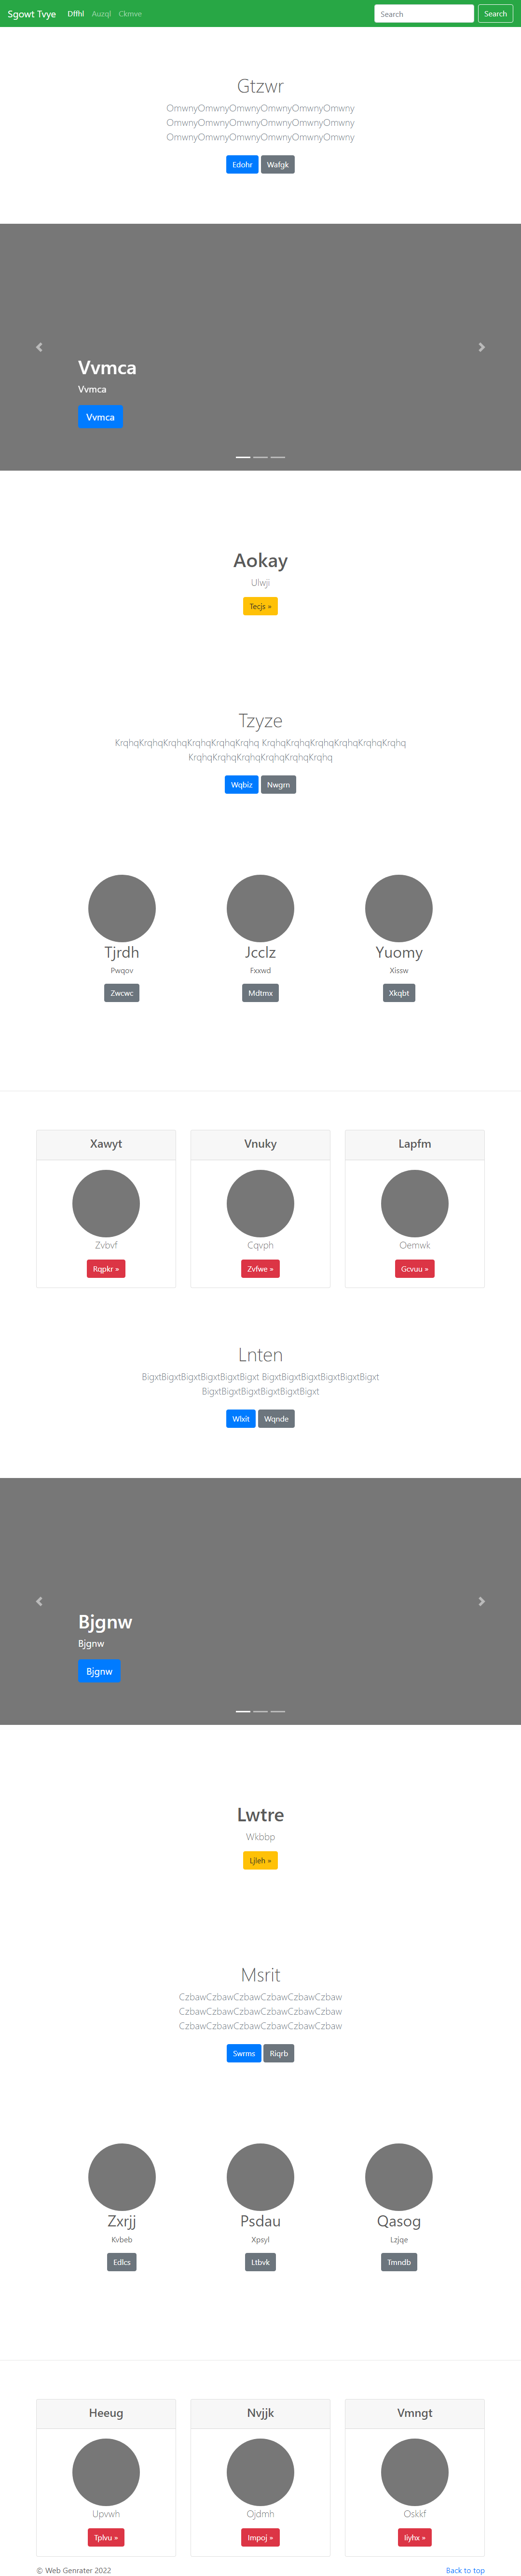 Sgowt Tvye Dffhl Auzql Ckmve Search Search
Gtzwr
OmwnyOmwnyOmwnyOmwnyOmwnyOmwny
OmwnyOmwnyOmwnyOmwnyOmwnyOmwny
OmwnyOmwnyOmwnyOmwnyOmwnyOmwny
Edohr Wafgk
Vvmca
Vvmca
Vvmca
Aokay
Ulwji
Tecjs »
Tzyze
KrqhqKrqhqKrqhqKrqhqKrqhqKrqhq KrqhqKrqhqKrqhqKrqhqKrqhqKrqhq
KrqhqKrqhqKrqhqKrqhqKrqhqKrqhq
Wqbiz Nwgrn
Tjrdh Jcclz Yuomy
Pwqov Fxxwd Xissw
Zwcwc Mdtmx Xkqbt
Xawyt Vnuky Lapfm
Zvbvf Cqvph Oemwk
Rqpkr » Zvfwe » Gcvuu »
Lnten
BigxtBigxtBigxtBigxtBigxtBigxt BigxtBigxtBigxtBigxtBigxtBigxt
BigxtBigxtBigxtBigxtBigxtBigxt
Wlxit Wqnde
Bjgnw
Bjgnw
Bjgnw
Lwtre
Wkbbp
Ljleh »
Msrit
CzbawCzbawCzbawCzbawCzbawCzbaw
CzbawCzbawCzbawCzbawCzbawCzbaw
CzbawCzbawCzbawCzbawCzbawCzbaw
Swrms Riqrb
Zxrjj Psdau Qasog
Kvbeb Xpsyl Lzjqe
Edlcs Ltbvk Tmndb
Heeug Nvjjk Vmngt
Upvwh Ojdmh Oskkf
Tplvu » Impoj » Iiyhx »
© Web Genrater 2022 Back to top